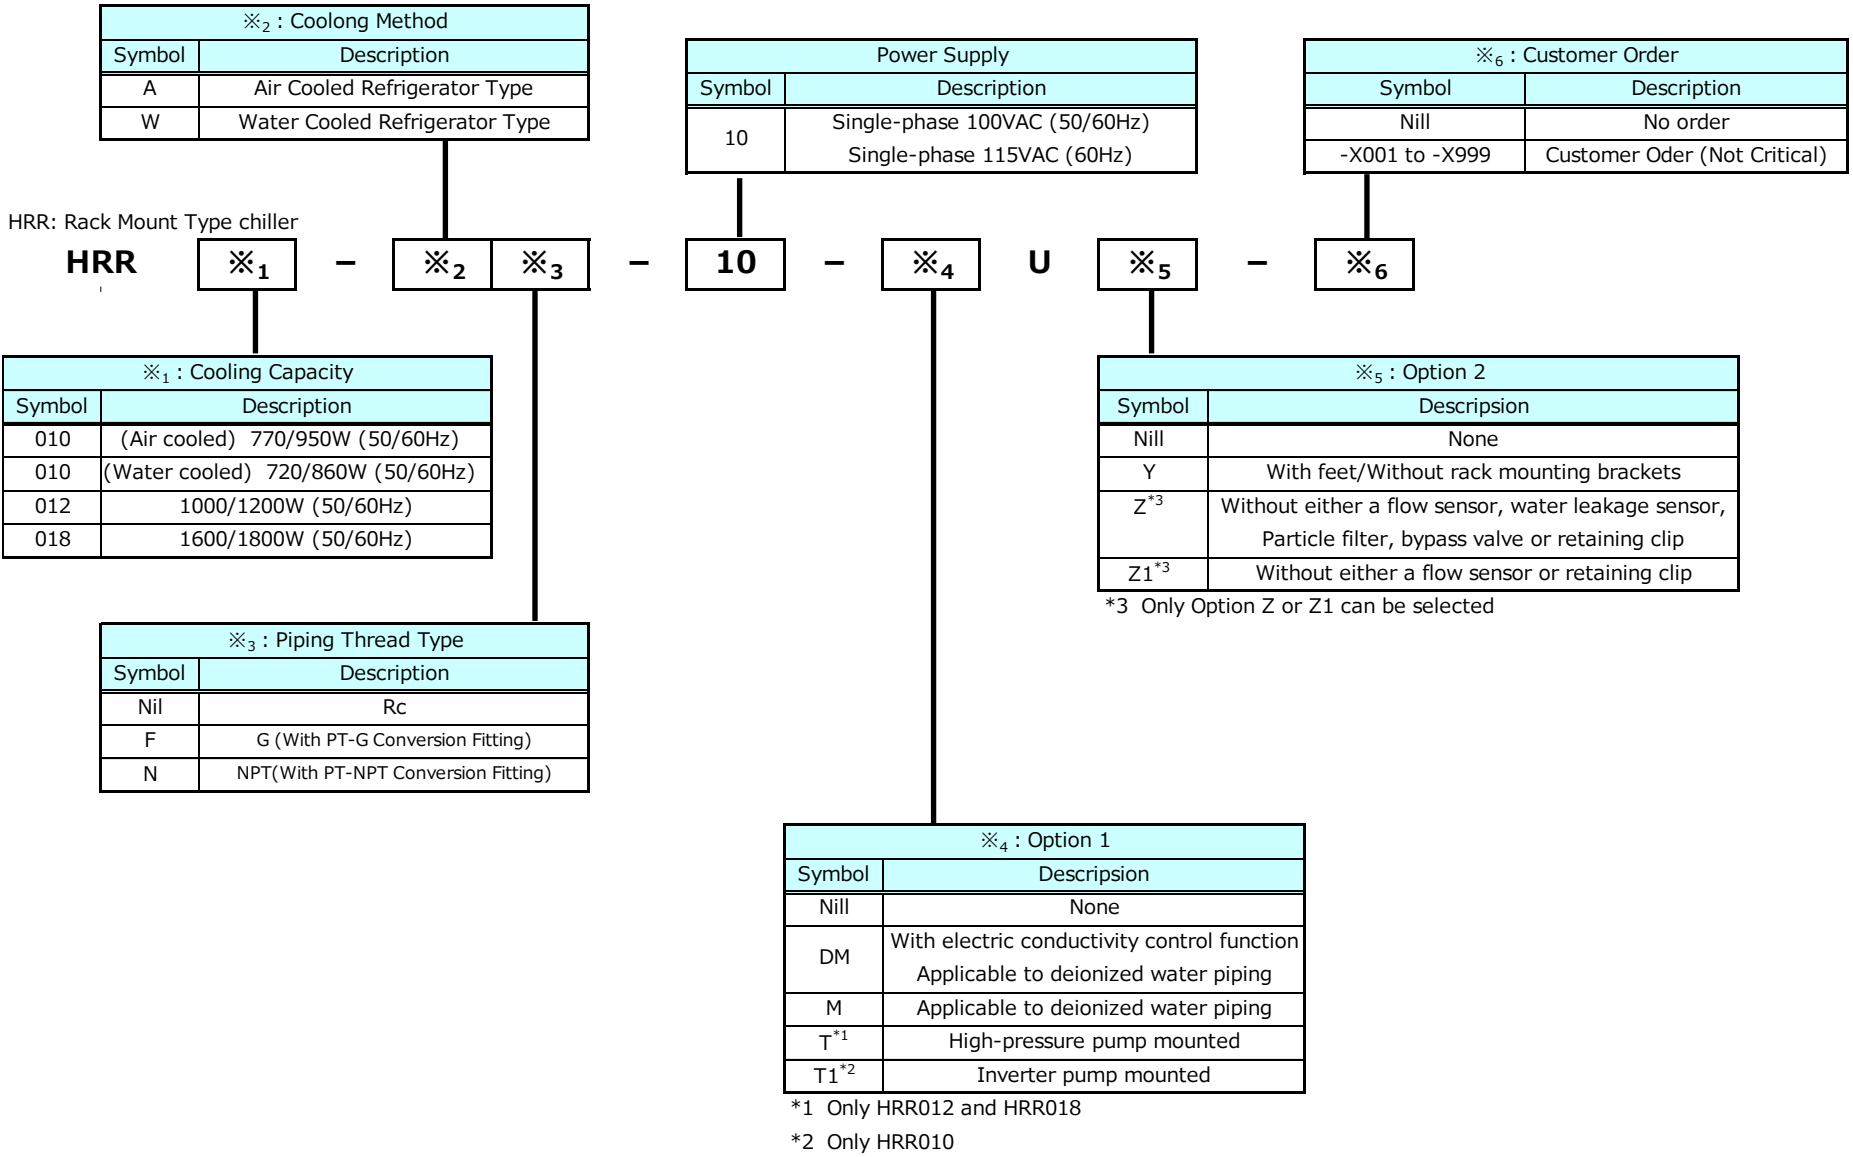 ※2 : Coolong Method
Symbol Description
A Air Cooled Refrigerator Type
W Water Cooled Refrigerator Type
Power Supply
Symbol Description
10 Single-phase 100VAC (50/60Hz)
Single-phase 115VAC (60Hz)
※6 : Customer Order
Symbol Description
Nill No order
-X001 to -X999 Customer Oder (Not Critical)
HRR: Rack Mount Type chiller
HRR ※1 – ※2 ※3 – 10 – ※4 U ※5 – ※6
※1 : Cooling Capacity
Symbol Description
010 (Air cooled) 770/950W (50/60Hz)
010 (Water cooled) 720/860W (50/60Hz)
012 1000/1200W (50/60Hz)
018 1600/1800W (50/60Hz)
※5 : Option 2
Symbol Descripsion
Nill None
Y With feet/Without rack mounting brackets
Z*3 Without either a flow sensor, water leakage sensor,
Particle filter, bypass valve or retaining clip
Z1*3 Without either a flow sensor or retaining clip
*3 Only Option Z or Z1 can be selected
※3 : Piping Thread Type
Symbol Description
Nil Rc
F G (With PT-G Conversion Fitting)
N NPT(With PT-NPT Conversion Fitting)
※4 : Option 1
Symbol Descripsion
Nill None
DM With electric conductivity control function
Applicable to deionized water piping
M Applicable to deionized water piping
T*1 High-pressure pump mounted
T1*2 Inverter pump mounted
*1 Only HRR012 and HRR018
*2 Only HRR010